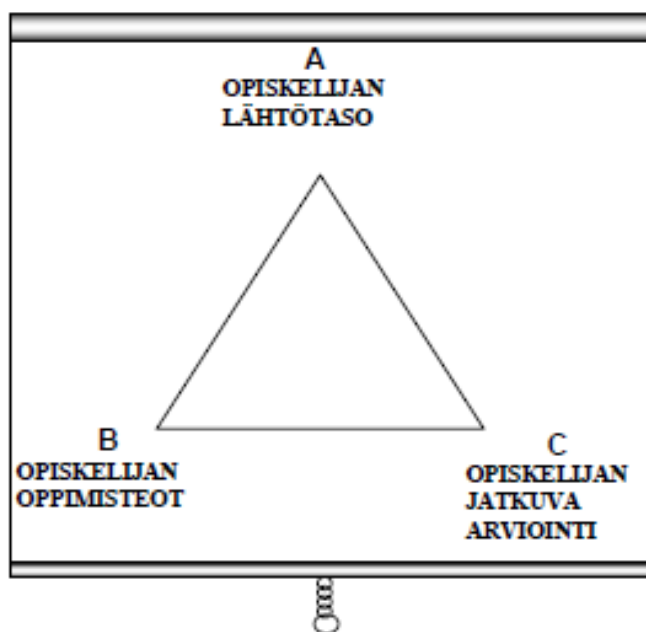 A
OPISKELIJAN
LÄHTÖTASO
B
OPISKELIJAN
OPPIMISTEOT
C
OPISKELIJAN
JATKUVA
ARVIOINTI